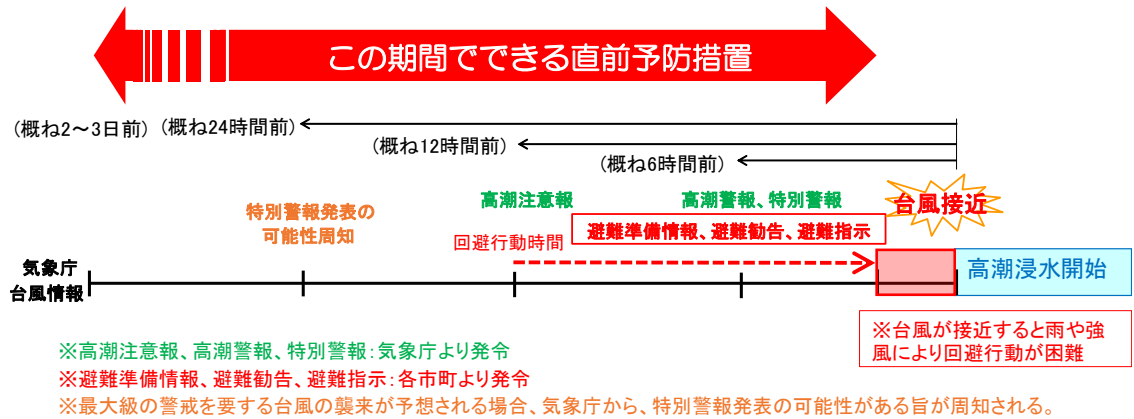 この期間でできる直前予防措置
(概ね2～3日前)
(概ね24時間前)
(概ね12時間前)
(概ね6時間前)
特別警報発表の
可能性周知
高潮注意報
高潮警報、特別警報
台風接近
避難準備情報、避難勧告、避難指示
回避行動時間
気象庁
台風情報
高潮浸水開始
※台風が接近すると雨や強
風により回避行動が困難
※高潮注意報、高潮警報、特別警報：気象庁より発令
※避難準備情報、避難勧告、避難指示：各市町より発令
※最大級の警戒を要する台風の襲来が予想される場合、気象庁から、特別警報発表の可能性がある旨が周知される。